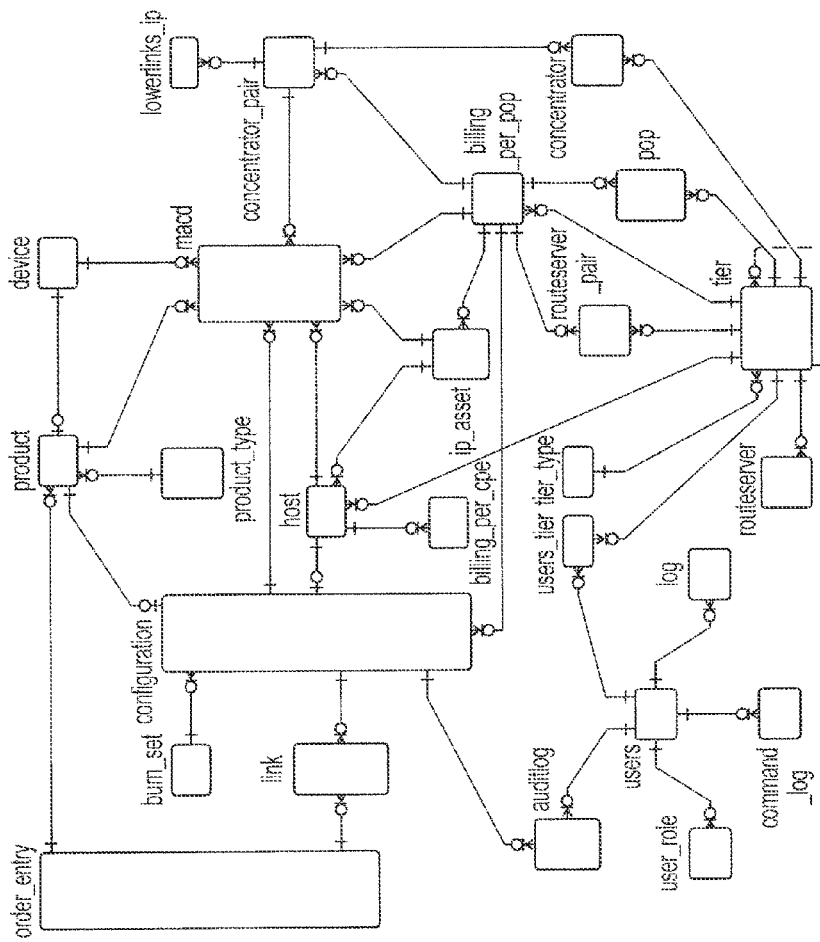 order_entry
product
device
burn_set
configuration
lowerlinks_ip
macd
product_type
concentrator_pair
link
host
ip_asset
billing_per_cpe
billing
_per_pop
auditlog
users_tier tier_type
concentrator
routeserver
_pair
users
pop
user_role
log
tier
routeserver
command
_log